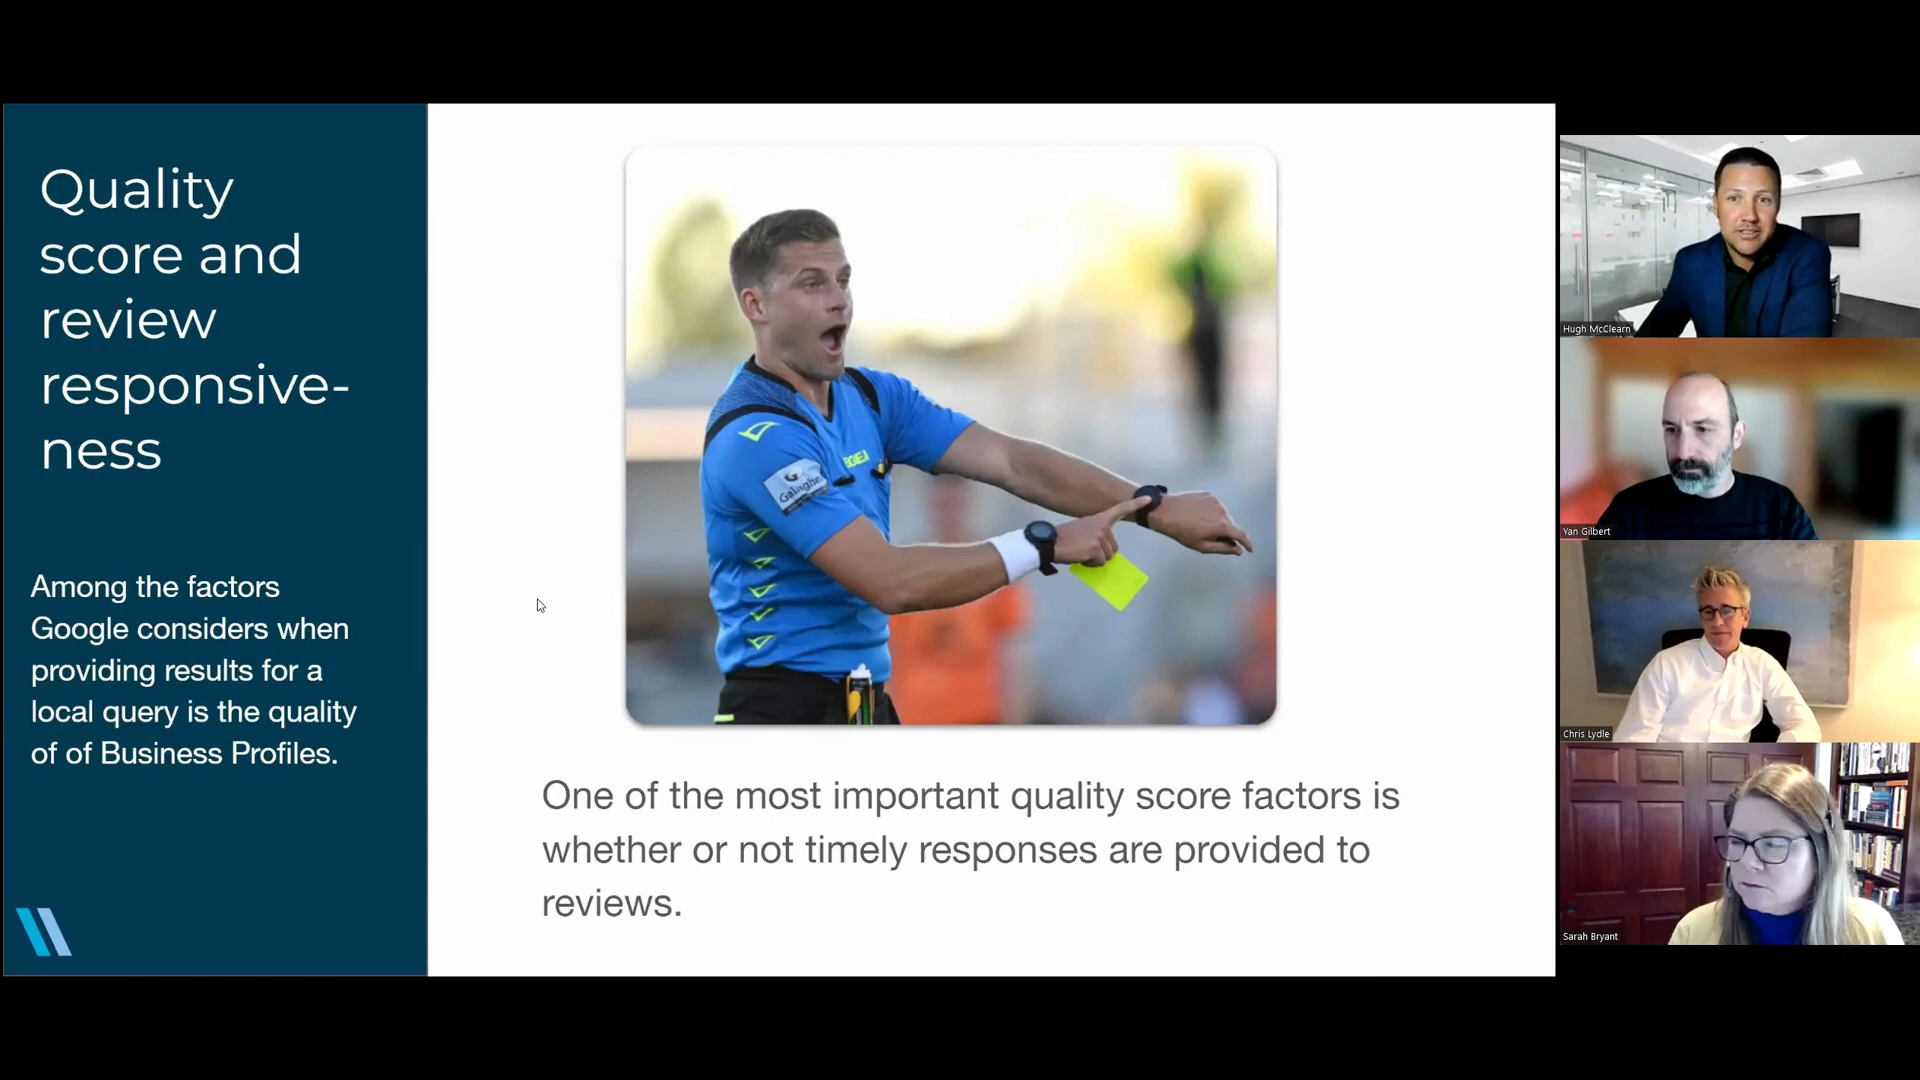 Quality
score and
review
responsive-
ness
Among the factors
Google considers when
providing results for a
local query is the quality
of of Business Profiles.
Gallagher
One of the most important quality score factors is
whether or not timely responses are provided to
reviews.
Hugh McClearn
Yan Gilbert
Chris Lydle
Sarah Bryant